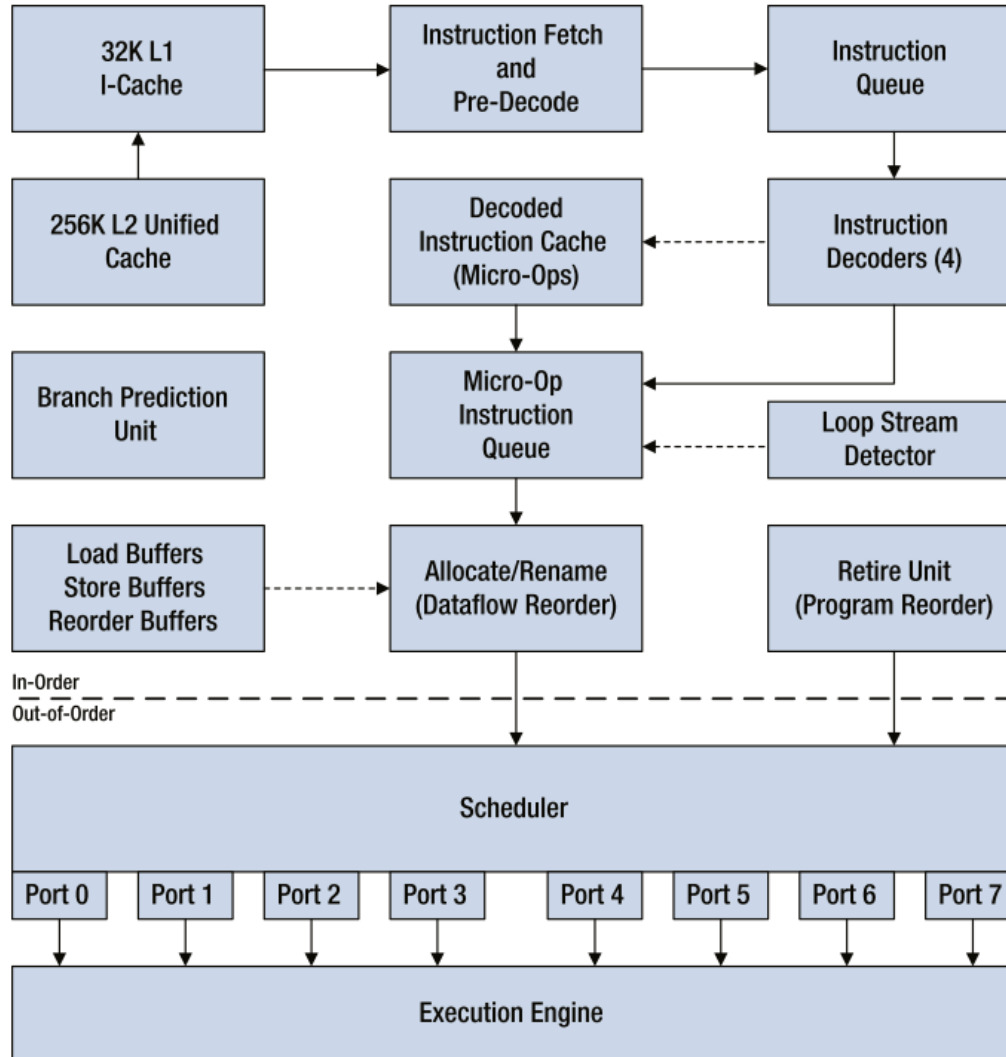 32K L1
I-Cache
Instruction Fetch
and
Pre-Decode
Instruction
Queue
256K L2 Unified
Cache
Decoded
Instruction Cache
(Micro-Ops)
Instruction
Decoders (4)
Branch Prediction
Unit
Micro-Op
Instruction
Queue
Loop Stream
Detector
Load Buffers
Store Buffers
Reorder Buffers
Allocate/Rename
(Dataflow Reorder)
Retire Unit
(Program Reorder)
In-Order
Out-of-Order
Scheduler
Port 0
Port 1
Port 2
Port 3
Port 4
Port 5
Port 6
Port 7
Execution Engine